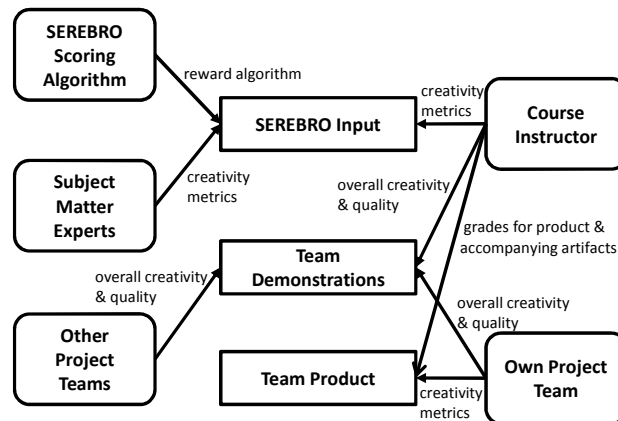 SEREBRO
Scoring
Algorithm
reward algorithm
creativity
metrics
SEREBRO Input
Course
Instructor
Subject
Matter
Experts
creativity
metrics
overall creativity
& quality
grades for product &
accompanying artifacts
Team
Demonstrations
overall creativity
& quality
overall creativity
& quality
Other
Project
Teams
Team Product
Own Project
Team
creativity
metrics